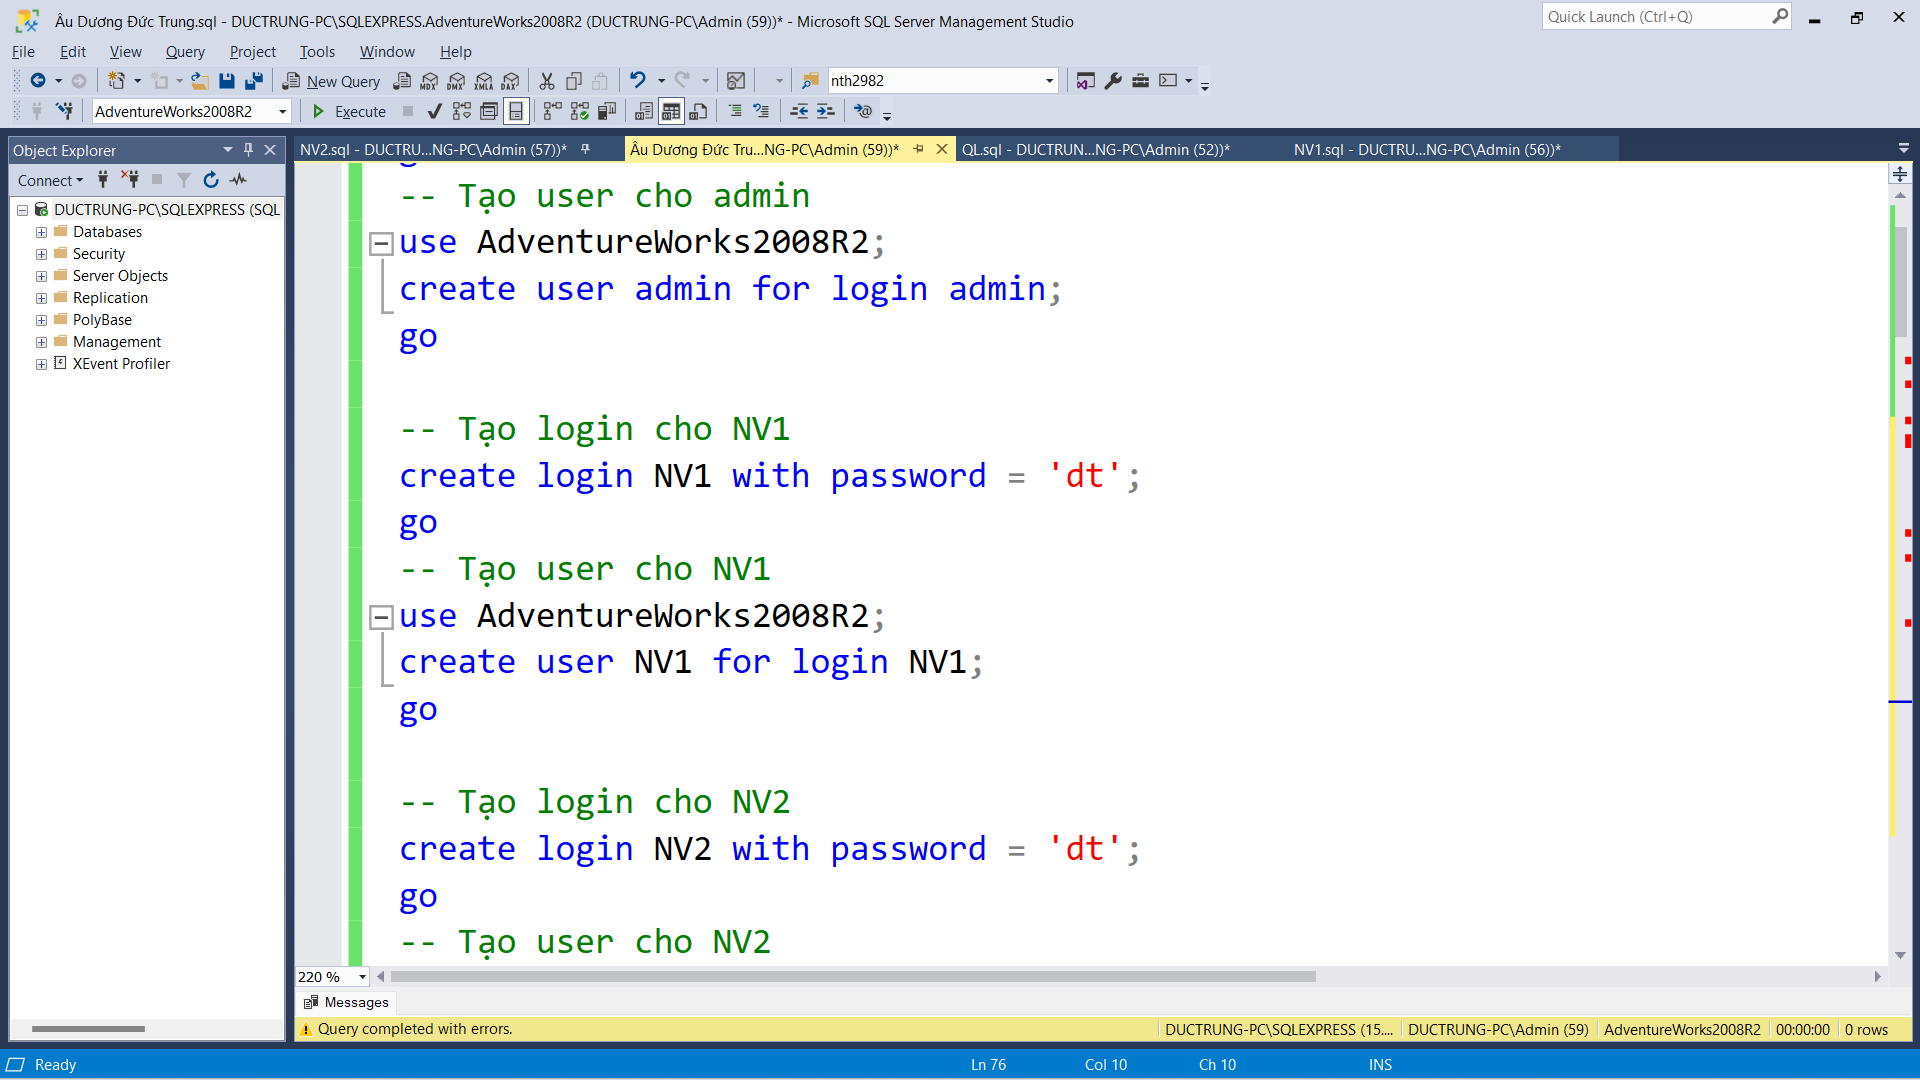 Âu Dương Đức Trung.sql - DUCTRUNG-PC\SQLEXPRESS.AdventureWorks2008R2 (DUCTRUNG-PC\Admin (59))* - Microsoft SQL Server Management Studio
Quick Launch (Ctrl+Q)
File Edit View Query Project Tools Window Help
New Query MDX DMX XMLA DAX nth2982
AdventureWorks2008R2 Execute
Object Explorer
NV2.sql - DUCTRU...NG-PC\Admin (57))* Âu Dương Đức Tru...NG-PC\Admin (59))* QL.sql - DUCTRUN...NG-PC\Admin (52))* NV1.sql - DUCTRU...NG-PC\Admin (56))*
Connect
DUCTRUNG-PC\SQLEXPRESS (SQL
Databases
Security
Server Objects
Replication
PolyBase
Management
XEvent Profiler
go
-- Tạo user cho admin
use AdventureWorks2008R2;
create user admin for login admin;
go
-- Tạo login cho NV1
create login NV1 with password = 'dt';
go
-- Tạo user cho NV1
use AdventureWorks2008R2;
create user NV1 for login NV1;
go
-- Tạo login cho NV2
create login NV2 with password = 'dt';
go
-- Tạo user cho NV2
220 %
Messages
Query completed with errors. DUCTRUNG-PC\SQLEXPRESS (15.... DUCTRUNG-PC\Admin (59) AdventureWorks2008R2 00:00:00 0 rows
Ready Ln 76 Col 10 Ch 10 INS